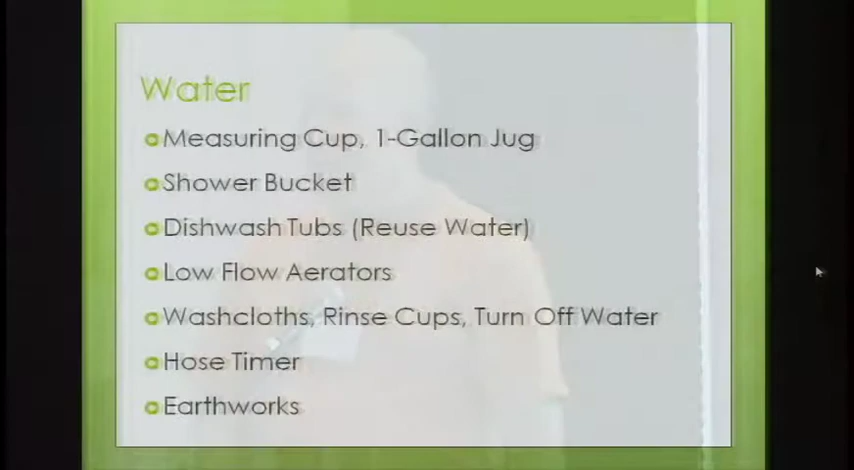 Water
Measuring Cup, 1-Gallon Jug
Shower Bucket
Dishwash Tubs (Reuse Water)
Low Flow Aerators
Washcloths, Rinse Cups, Turn Off Water
Hose Timer
Earthworks